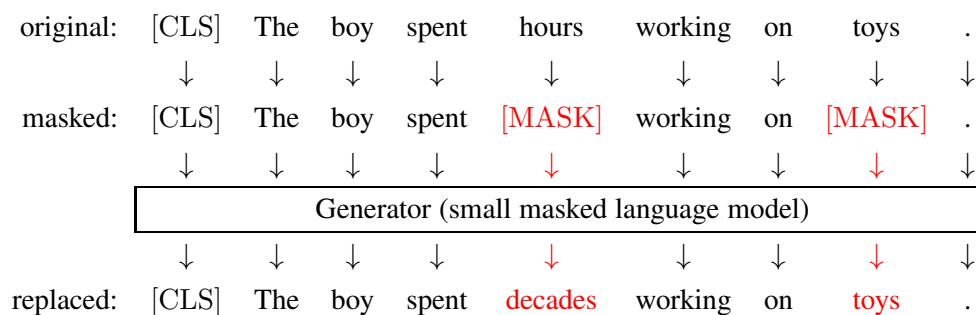 original: [CLS] The boy spent hours working on toys .
masked: [CLS] The boy spent [MASK] working on [MASK] .
Generator (small masked language model)
replaced: [CLS] The boy spent decades working on toys .